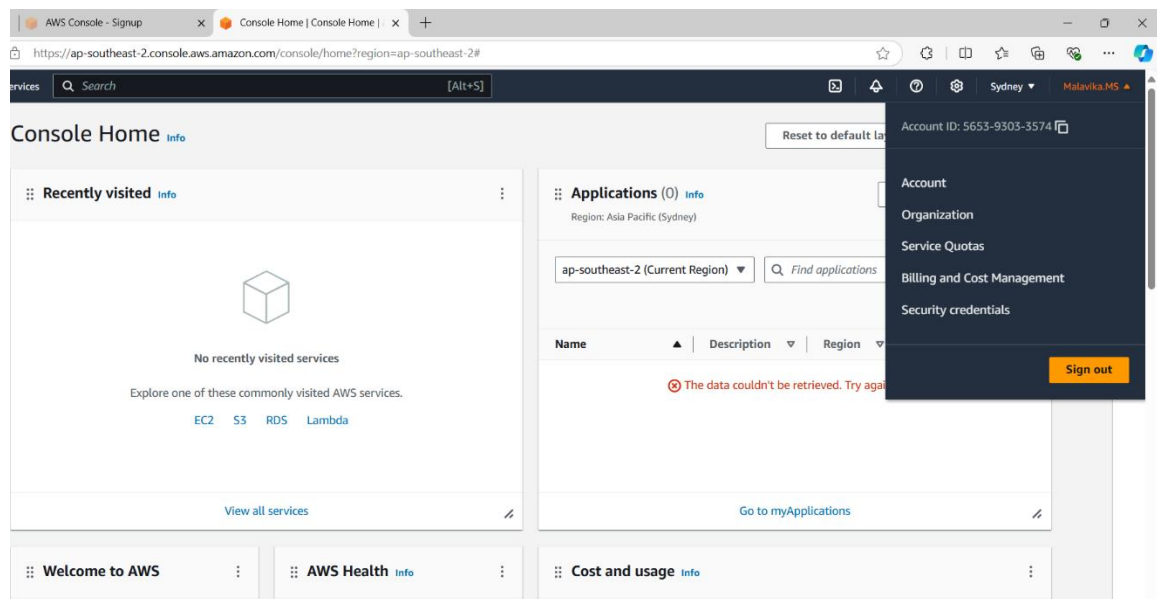 AWS Console - Signup
Console Home | Console Home |
https://ap-southeast-2.console.aws.amazon.com/console/home?region=ap-southeast-2#
ervices Search [Alt+S] Sydney ▼ Malavika.MS ▲
Console Home Info
Reset to default la
Account ID: 5653-9303-3574
Account
Organization
Service Quotas
Billing and Cost Management
Security credentials
Sign out
Recently visited Info
No recently visited services
Explore one of these commonly visited AWS services.
EC2 S3 RDS Lambda
View all services
Applications (0) Info
Region: Asia Pacific (Sydney)
ap-southeast-2 (Current Region) ▼ Find applications
Name ▲ Description ▽ Region ▽
The data couldn't be retrieved. Try agai
Go to myApplications
Welcome to AWS
AWS Health Info
Cost and usage Info